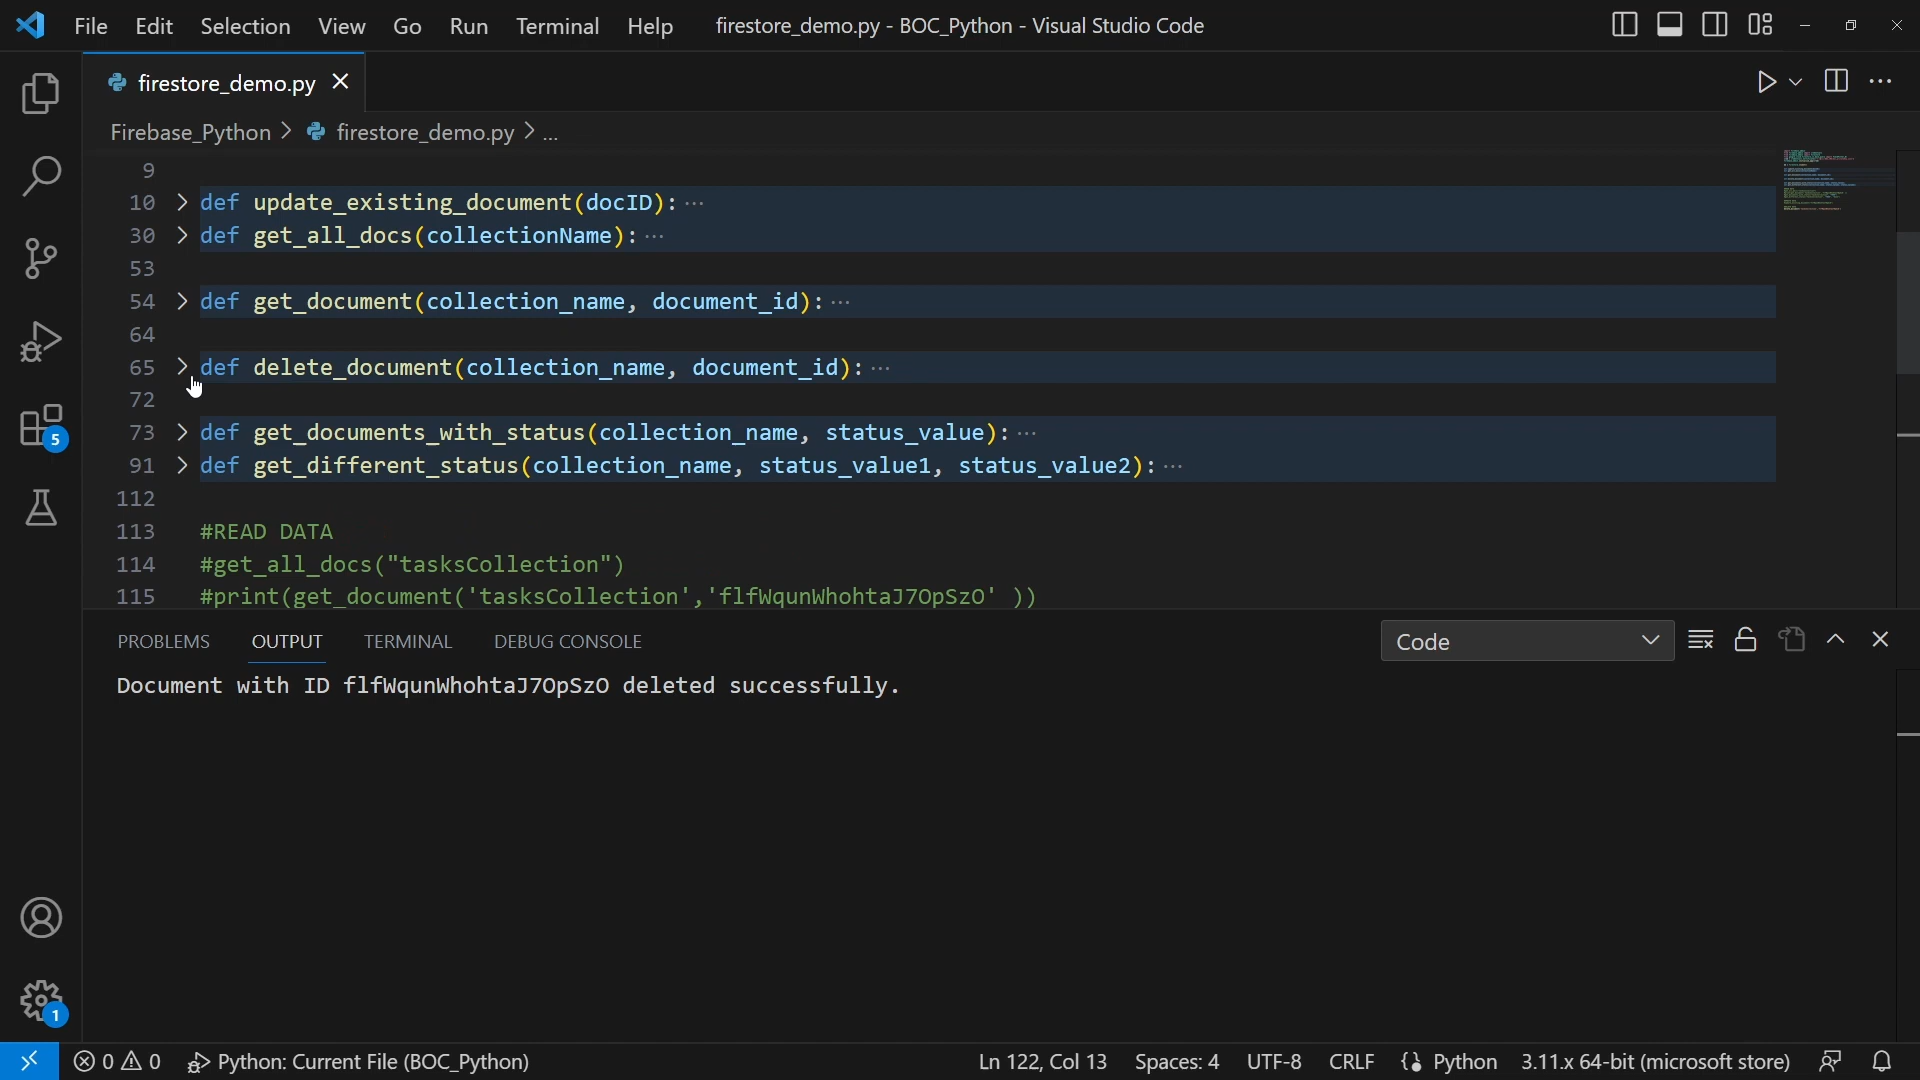 File Edit Selection View Go Run Terminal Help firestore_demo.py - BOC_Python - Visual Studio Code
firestore_demo.py
Firebase_Python > firestore_demo.py > ...
9
10 > def update_existing_document(docID): ···
30 > def get_all_docs(collectionName): ···
53
54 > def get_document(collection_name, document_id): ···
64
65 > def delete_document(collection_name, document_id): ···
72
73 > def get_documents_with_status(collection_name, status_value): ···
91 > def get_different_status(collection_name, status_value1, status_value2): ···
112
113 #READ DATA
114 #get_all_docs("tasksCollection")
115 #print(get_document('tasksCollection','flfWqunWhohtaJ7OpSzO' ))
5
PROBLEMS OUTPUT TERMINAL DEBUG CONSOLE Code
Document with ID flfWqunWhohtaJ7OpSzO deleted successfully.
1
0 0 Python: Current File (BOC_Python) Ln 122, Col 13 Spaces: 4 UTF-8 CRLF Python 3.11.x 64-bit (microsoft store)